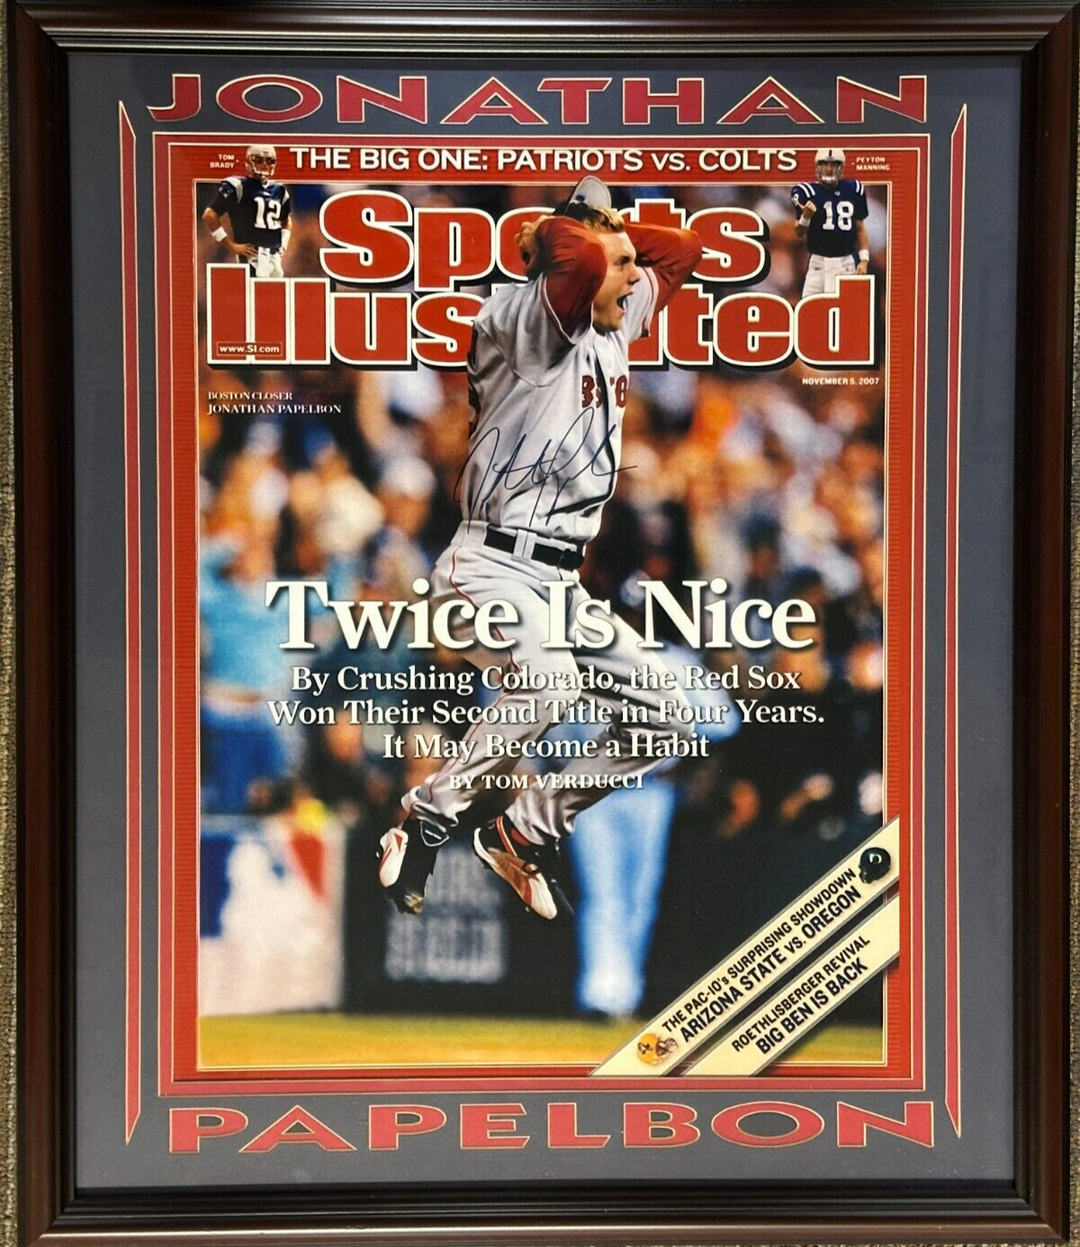 JONATHAN
THE BIG ONE: PATRIOTS VS. COLTS
TOM
BRADY
PEYTON
MANNING
12
18
Sports
Illustrated
www.SI.com
NOVEMBER 5, 2007
BOSTON CLOSER
JONATHAN PAPELBON
Twice Is Nice
By Crushing Colorado, the Red Sox
Won Their Second Title in Four Years.
It May Become a Habit
BY TOM VERDUCCI
THE PAC-10's SURPRISING SHOWDOWN
ARIZONA STATE VS. OREGON
ROETHLISBERGER REVIVAL
BIG BEN IS BACK
PAPELBON